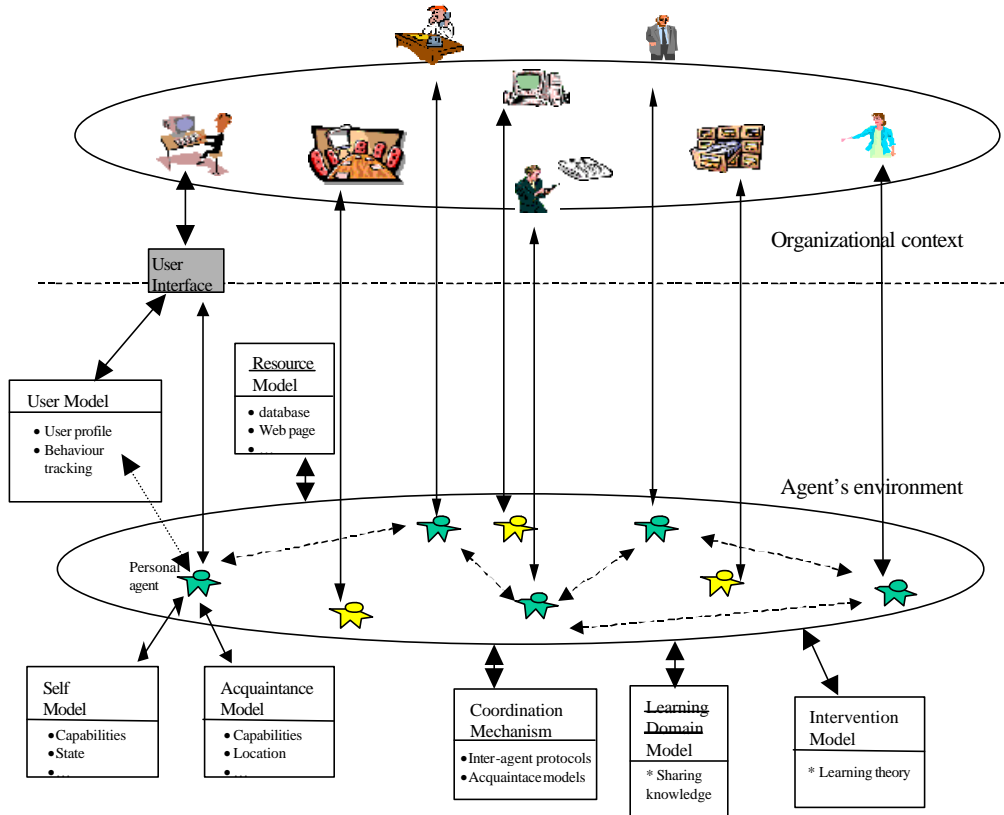 Organizational context
User
Interface
Resource
Model
• database
• Web page
• ...
User Model
• User profile
• Behaviour
tracking
Agent's environment
Personal
agent
Self
Model
• Capabilities
• State
• ...
Acquaintance
Model
• Capabilities
• Location
• ...
Coordination
Mechanism
• Inter-agent protocols
• Acquaintace models
Learning
Domain
Model
* Sharing
knowledge
Intervention
Model
* Learning theory